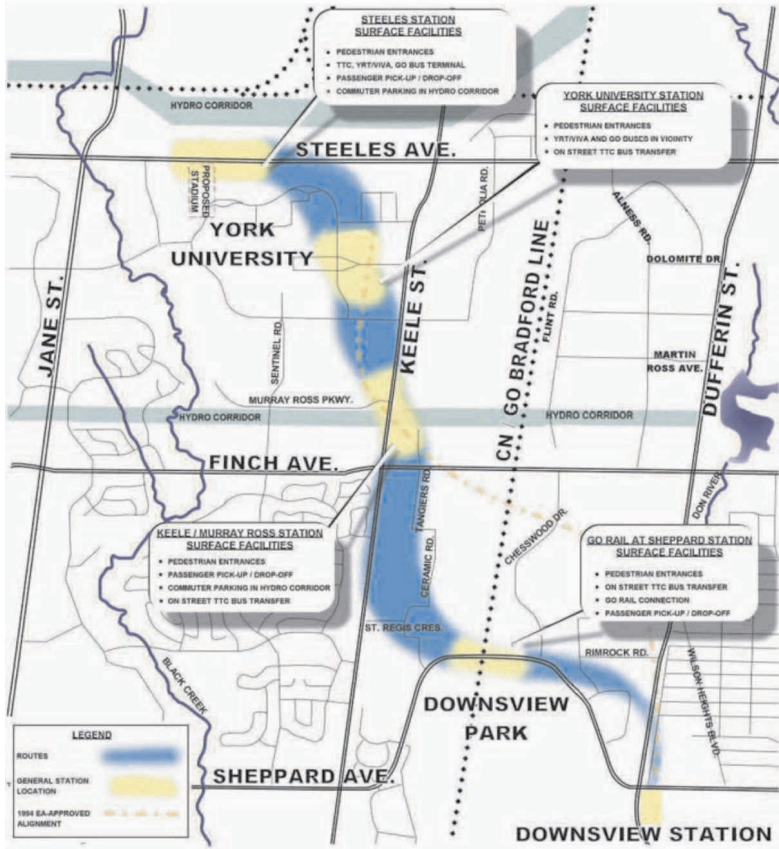 STEELES STATION
SURFACE FACILITIES
• PEDESTRIAN ENTRANCES
• TTC, YRT/VIVA, GO BUS TERMINAL
• PASSENGER PICK-UP / DROP-OFF
• COMMUTER PARKING IN HYDRO CORRIDOR
HYDRO CORRIDOR
YORK UNIVERSITY STATION
SURFACE FACILITIES
• PEDESTRIAN ENTRANCES
• YRT/VIVA AND GO BUSES IN VICINITY
• ON STREET TTC BUS TRANSFER
STEELES AVE.
PROPOSED
STADIUM
YORK
UNIVERSITY
ALNESS RD.
DOLOMITE DR.
JANE ST.
KEELE ST.
CN / GO BRADFORD LINE
FLINT RD.
DUFFERIN ST.
SENTINEL RD.
MARTIN
ROSS AVE.
MURRAY ROSS PKWY.
HYDRO CORRIDOR
HYDRO CORRIDOR
FINCH AVE.
TANGIERS RD.
DON RIVER
CHESSWOOD DR.
KEELE / MURRAY ROSS STATION
SURFACE FACILITIES
• PEDESTRIAN ENTRANCES
• PASSENGER PICK-UP / DROP-OFF
• COMMUTER PARKING IN HYDRO CORRIDOR
• ON STREET TTC BUS TRANSFER
GO RAIL AT SHEPPARD STATION
SURFACE FACILITIES
• PEDESTRIAN ENTRANCES
• ON STREET TTC BUS TRANSFER
• GO RAIL CONNECTION
• PASSENGER PICK-UP / DROP-OFF
CERAMIC RD.
ST. REGIS CRES.
RIMROCK RD.
WILSON HEIGHTS BLVD.
BLACK CREEK
DOWNSVIEW
PARK
LEGEND
ROUTES
GENERAL STATION
LOCATION
1994 EA-APPROVED
ALIGNMENT
SHEPPARD AVE.
DOWNSVIEW STATION